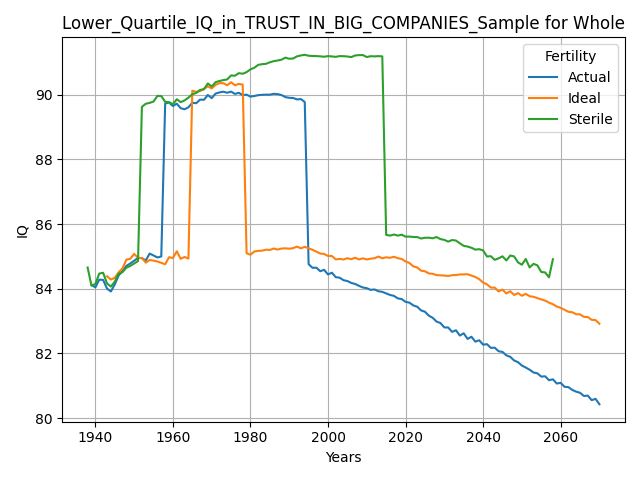 Lower_Quartile_IQ_in_TRUST_IN_BIG_COMPANIES_Sample for Whole
Fertility
Actual
Ideal
Sterile
IQ
90
88
86
84
82
80
1940
1960
1980
2000
2020
2040
2060
Years